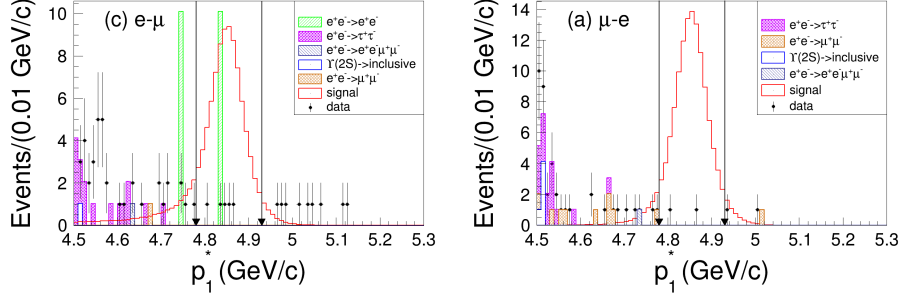 (c) e-μ
e⁺e⁻->e⁺e⁻
e⁺e⁻->τ⁺τ⁻
e⁺e⁻->e⁺e⁻μ⁺μ⁻
ϒ(2S)->inclusive
e⁺e⁻->μ⁺μ⁻
signal
data
Events/(0.01 GeV/c)
10
8
6
4
2
0
4.5 4.6 4.7 4.8 4.9 5 5.1 5.2 5.3
p₁* (GeV/c)
(a) μ-e
e⁺e⁻->τ⁺τ⁻
e⁺e⁻->μ⁺μ⁻
ϒ(2S)->inclusive
e⁺e⁻->e⁺e⁻μ⁺μ⁻
signal
data
Events/(0.01 GeV/c)
14
12
10
8
6
4
2
0
4.5 4.6 4.7 4.8 4.9 5 5.1 5.2 5.3
p₁* (GeV/c)